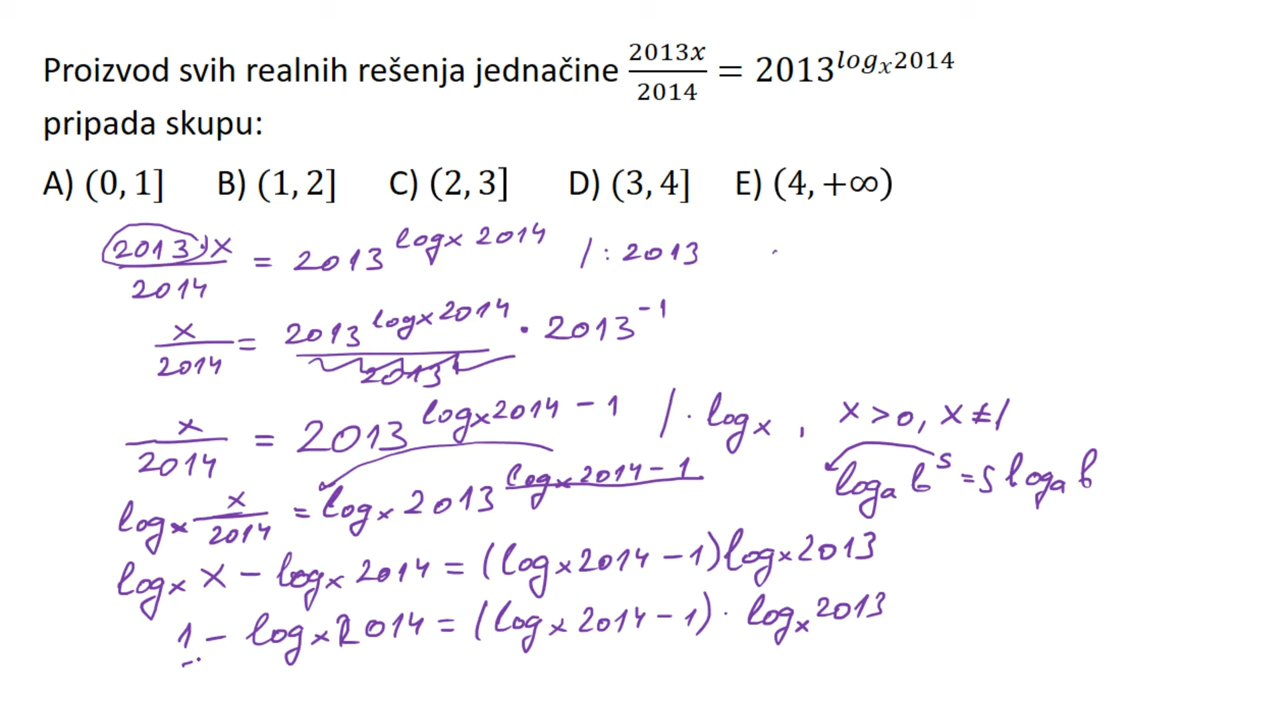 Proizvod svih realnih rešenja jednačine 2013x/2014 = 2013^(log_x 2014)
pripada skupu:
A) (0, 1] B) (1, 2] C) (2, 3] D) (3, 4] E) (4, +∞)
2013·x/2014 = 2013^(log_x 2014) / : 2013
x/2014 = 2013^(log_x 2014)/2013 · 2013^(-1)
x/2014 = 2013^(log_x 2014 - 1) / · log_x , x > 0, x ≠ 1
log_x x/2014 = log_x 2013^(log_x 2014 - 1) log_a b^s = s log_a b
log_x x - log_x 2014 = (log_x 2014 - 1) log_x 2013
1 - log_x 2014 = (log_x 2014 - 1) · log_x 2013